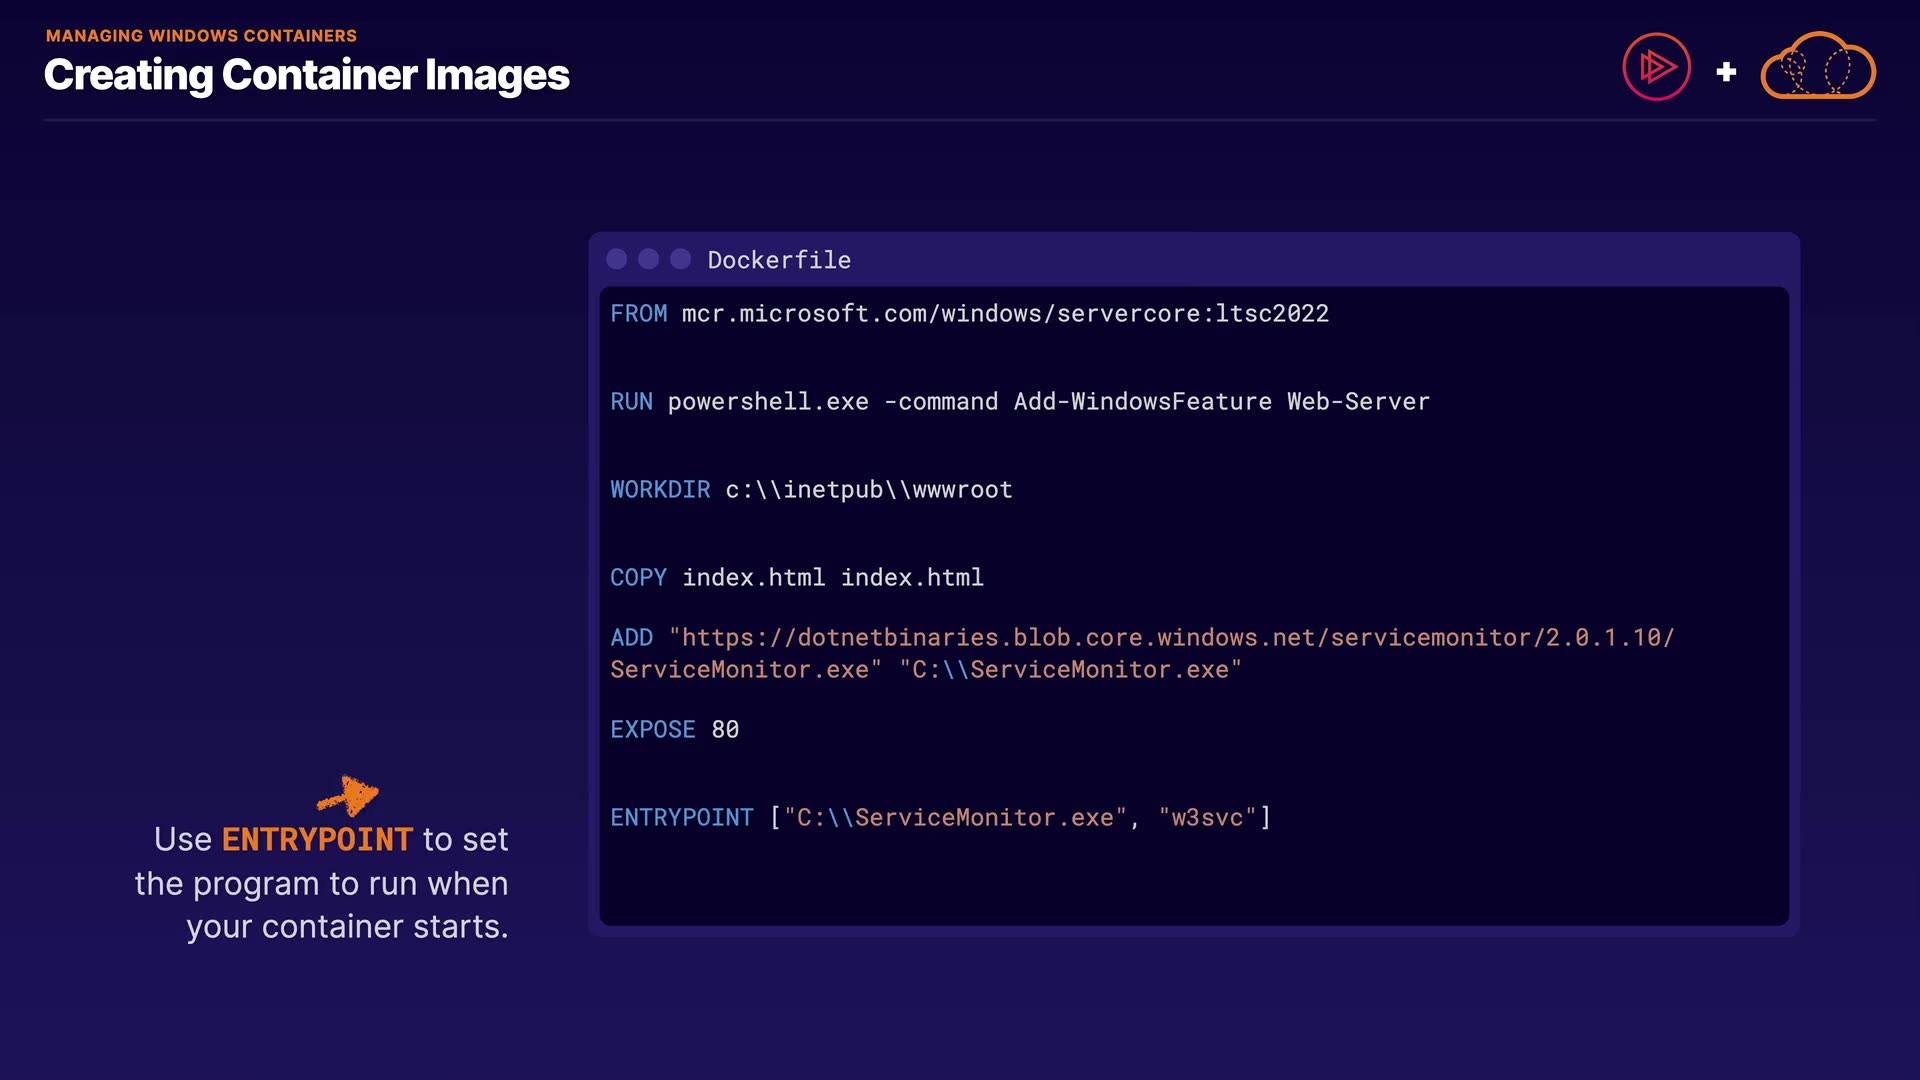 MANAGING WINDOWS CONTAINERS
Creating Container Images
Dockerfile
FROM mcr.microsoft.com/windows/servercore:ltsc2022
RUN powershell.exe -command Add-WindowsFeature Web-Server
WORKDIR c:\\inetpub\\wwwroot
COPY index.html index.html
ADD "https://dotnetbinaries.blob.core.windows.net/servicemonitor/2.0.1.10/
ServiceMonitor.exe" "C:\\ServiceMonitor.exe"
EXPOSE 80
ENTRYPOINT ["C:\\ServiceMonitor.exe", "w3svc"]
Use ENTRYPOINT to set
the program to run when
your container starts.